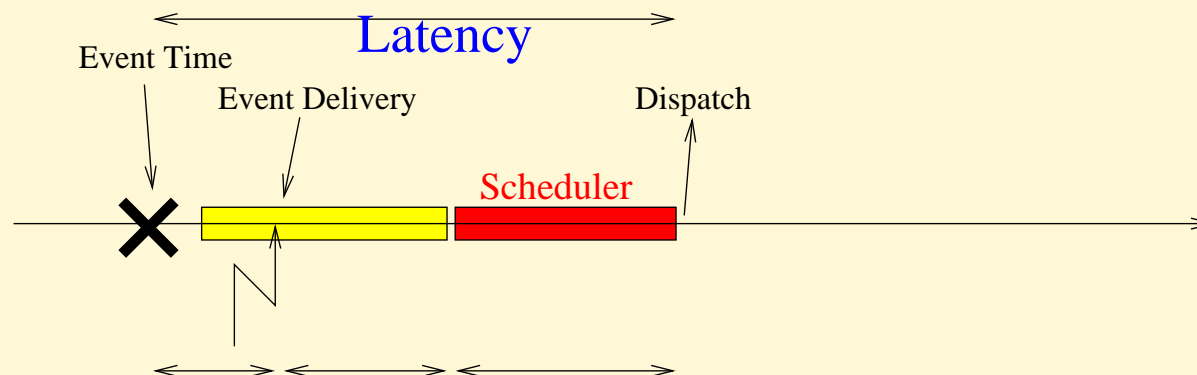 Latency
Event Time
Event Delivery
Dispatch
Scheduler